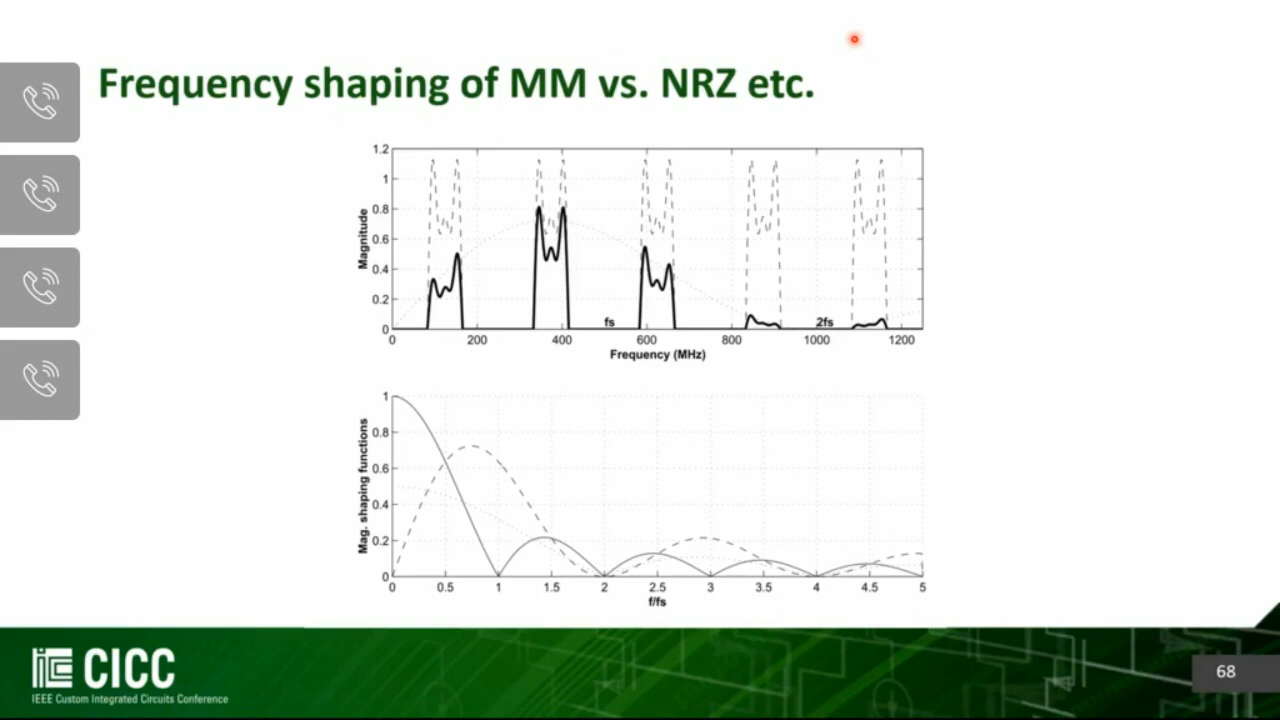 Frequency shaping of MM vs. NRZ etc.
1.2
1
0.8
0.6
0.4
0.2
0
Magnitude
fs
2fs
0 200 400 600 800 1000 1200
Frequency (MHz)
1
0.8
0.6
0.4
0.2
0
Mag. shaping functions
0 0.5 1 1.5 2 2.5 3 3.5 4 4.5 5
f/fs
CICC
IEEE Custom Integrated Circuits Conference
68